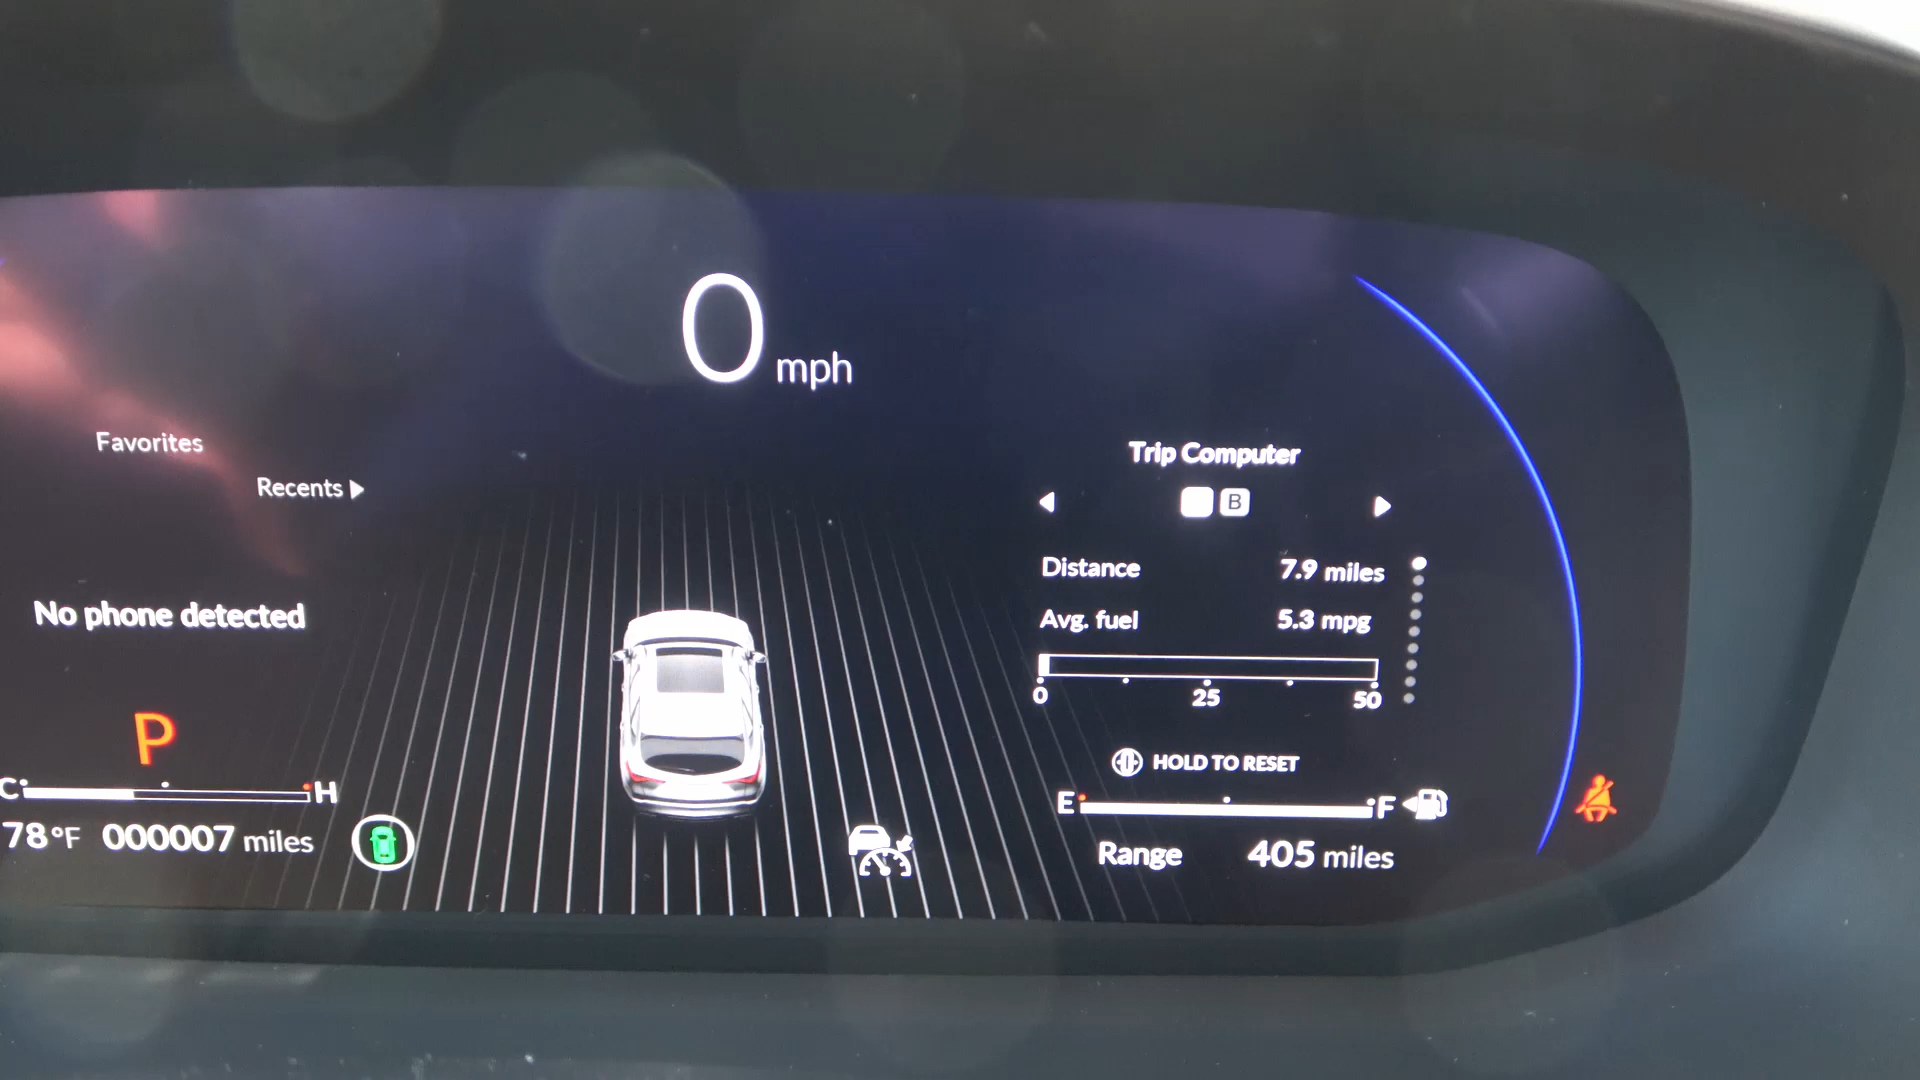 0 mph
Favorites
Recents
Trip Computer
B
Distance 7.9 miles
No phone detected
Avg. fuel 5.3 mpg
0 25 50
P
HOLD TO RESET
C H
E F
78°F 000007 miles
Range 405 miles